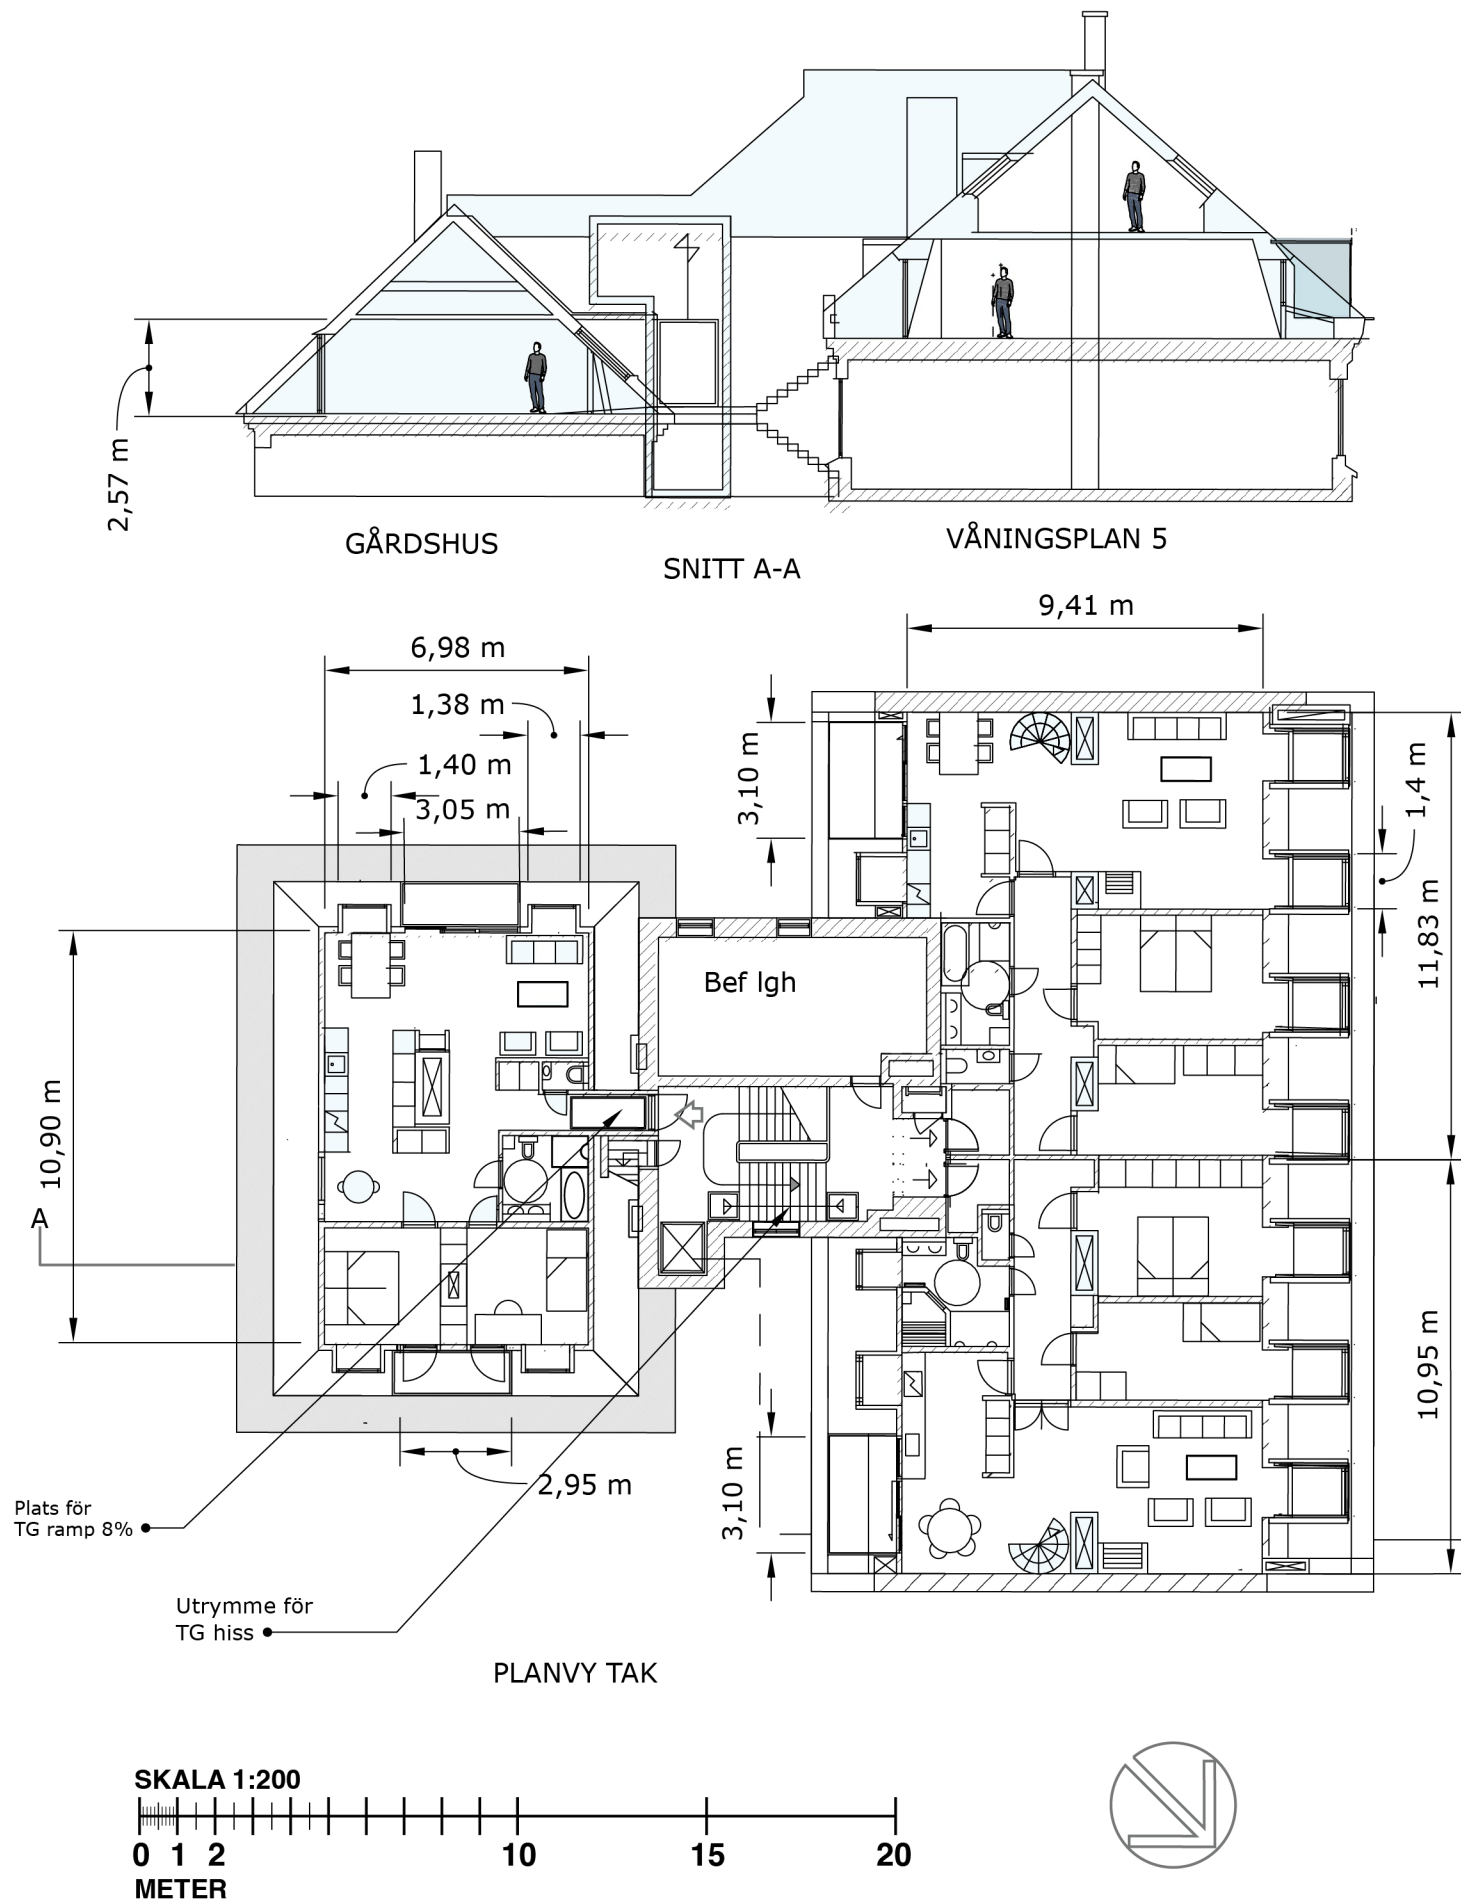 2,57 m
GÅRDSHUS
VÅNINGSPLAN 5
SNITT A-A
9,41 m
6,98 m
1,38 m
1,40 m
3,05 m
3,10 m
1,4 m
11,83 m
Bef lgh
10,90 m
A
10,95 m
3,10 m
2,95 m
Plats för
TG ramp 8%
Utrymme för
TG hiss
PLANVY TAK
SKALA 1:200
0 1 2 10 15 20
METER